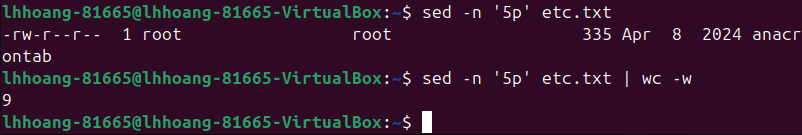 lhhoang-81665@lhhoang-81665-VirtualBox:~$ sed -n '5p' etc.txt
-rw-r--r--  1 root             root                       335 Apr  8  2024 anacr
ontab
lhhoang-81665@lhhoang-81665-VirtualBox:~$ sed -n '5p' etc.txt | wc -w
9
lhhoang-81665@lhhoang-81665-VirtualBox:~$